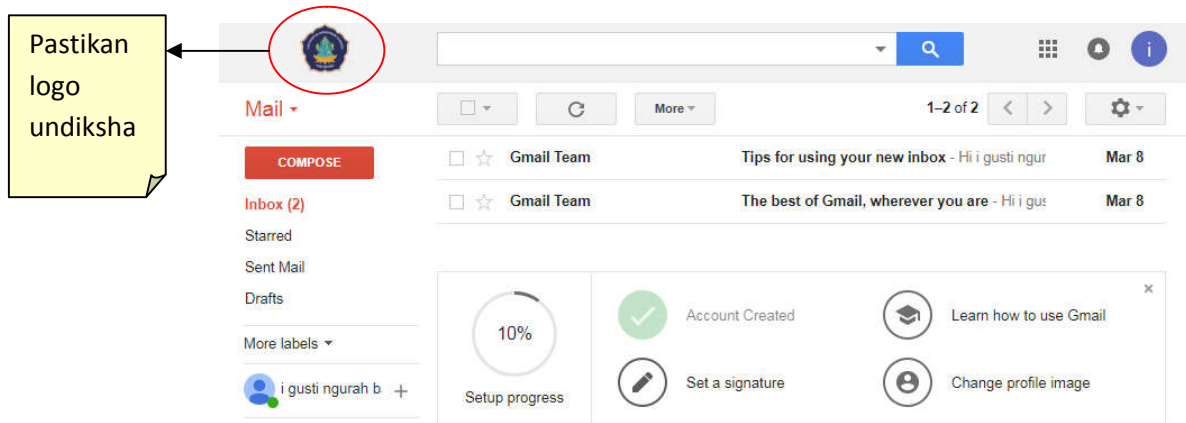 Pastikan
logo
undiksha
i
Mail
More
1–2 of 2
COMPOSE
Gmail Team Tips for using your new inbox - Hi i gusti ngur Mar 8
Inbox (2)
Gmail Team The best of Gmail, wherever you are - Hi i gus Mar 8
Starred
Sent Mail
Drafts
More labels
i gusti ngurah b
10%
Setup progress
Account Created
Learn how to use Gmail
Set a signature
Change profile image